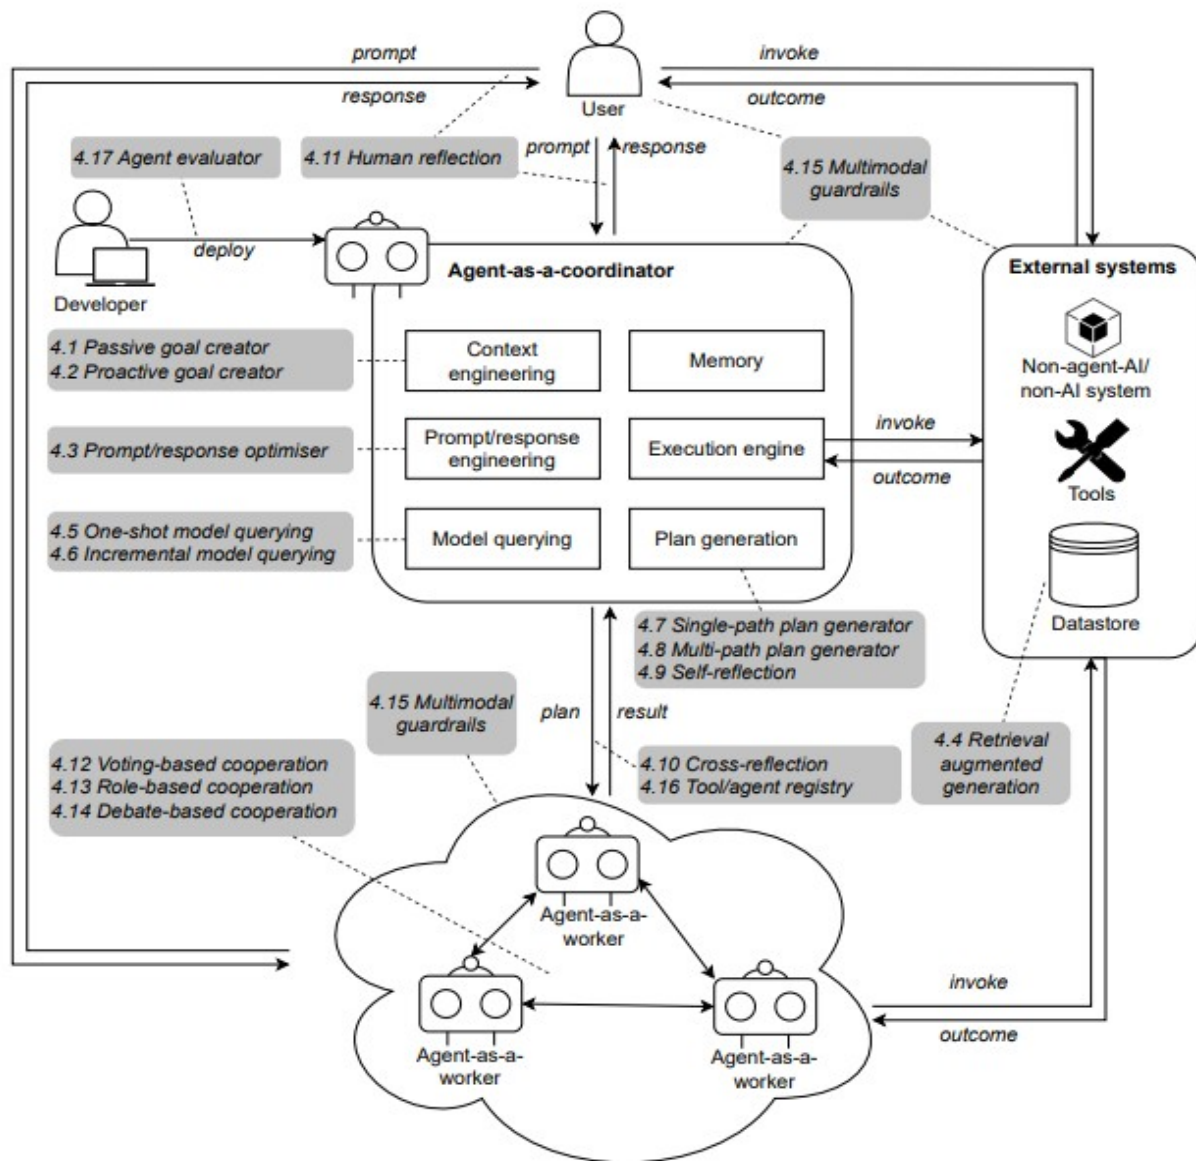 prompt
response
invoke
outcome
User
4.17 Agent evaluator
4.11 Human reflection
prompt
response
4.15 Multimodal
guardrails
deploy
Developer
Agent-as-a-coordinator
External systems
4.1 Passive goal creator
4.2 Proactive goal creator
Context
engineering
Memory
Non-agent-AI/
non-AI system
4.3 Prompt/response optimiser
Prompt/response
engineering
Execution engine
invoke
outcome
Tools
4.5 One-shot model querying
4.6 Incremental model querying
Model querying
Plan generation
Datastore
4.7 Single-path plan generator
4.8 Multi-path plan generator
4.9 Self-reflection
4.15 Multimodal
guardrails
plan
result
4.4 Retrieval
augmented
generation
4.12 Voting-based cooperation
4.13 Role-based cooperation
4.14 Debate-based cooperation
4.10 Cross-reflection
4.16 Tool/agent registry
Agent-as-a-
worker
Agent-as-a-
worker
Agent-as-a-
worker
invoke
outcome